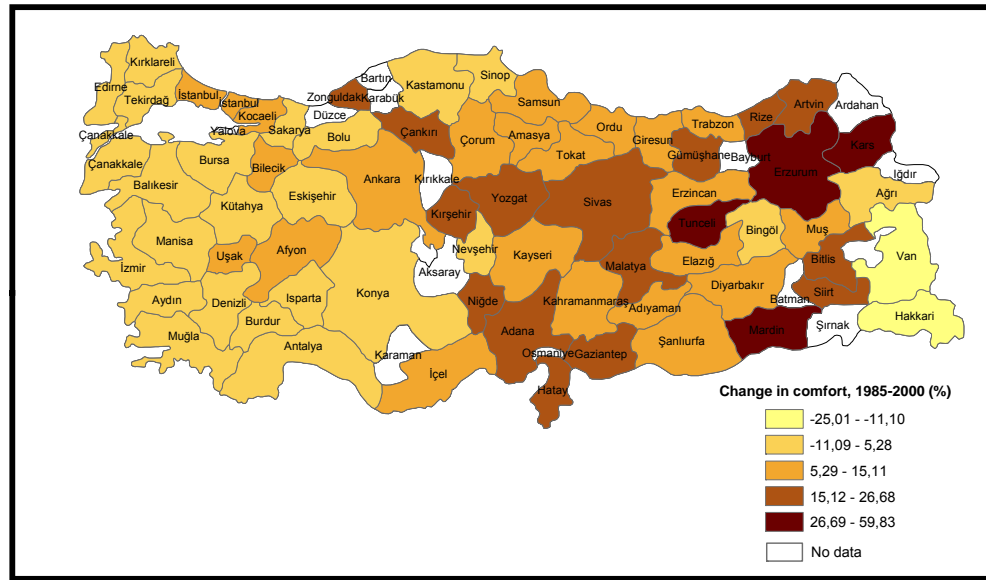 Kırklareli
Edirne
Tekirdağ
İstanbul
İstanbul
Kocaeli
Yalova
Sakarya
Düzce
Zonguldak
Bartın
Karabük
Kastamonu
Sinop
Samsun
Bolu
Çankırı
Çorum
Amasya
Ordu
Giresun
Trabzon
Rize
Artvin
Ardahan
Kars
Gümüşhane
Bayburt
Erzurum
Iğdır
Ağrı
Çanakkale
Çanakkale
Balıkesir
Bursa
Bilecik
Eskişehir
Kütahya
Ankara
Kırıkkale
Kırşehir
Yozgat
Tokat
Sivas
Erzincan
Tunceli
Bingöl
Muş
Van
Bitlis
Manisa
Uşak
Afyon
İzmir
Aydın
Denizli
Isparta
Burdur
Muğla
Antalya
Konya
Aksaray
Nevşehir
Kayseri
Niğde
Malatya
Elazığ
Diyarbakır
Batman
Siirt
Hakkari
Şırnak
Mardin
Şanlıurfa
Adıyaman
Kahramanmaraş
Adana
Osmaniye
Gaziantep
Hatay
Karaman
İçel
Change in comfort, 1985-2000 (%)
-25,01 - -11,10
-11,09 - 5,28
5,29 - 15,11
15,12 - 26,68
26,69 - 59,83
No data